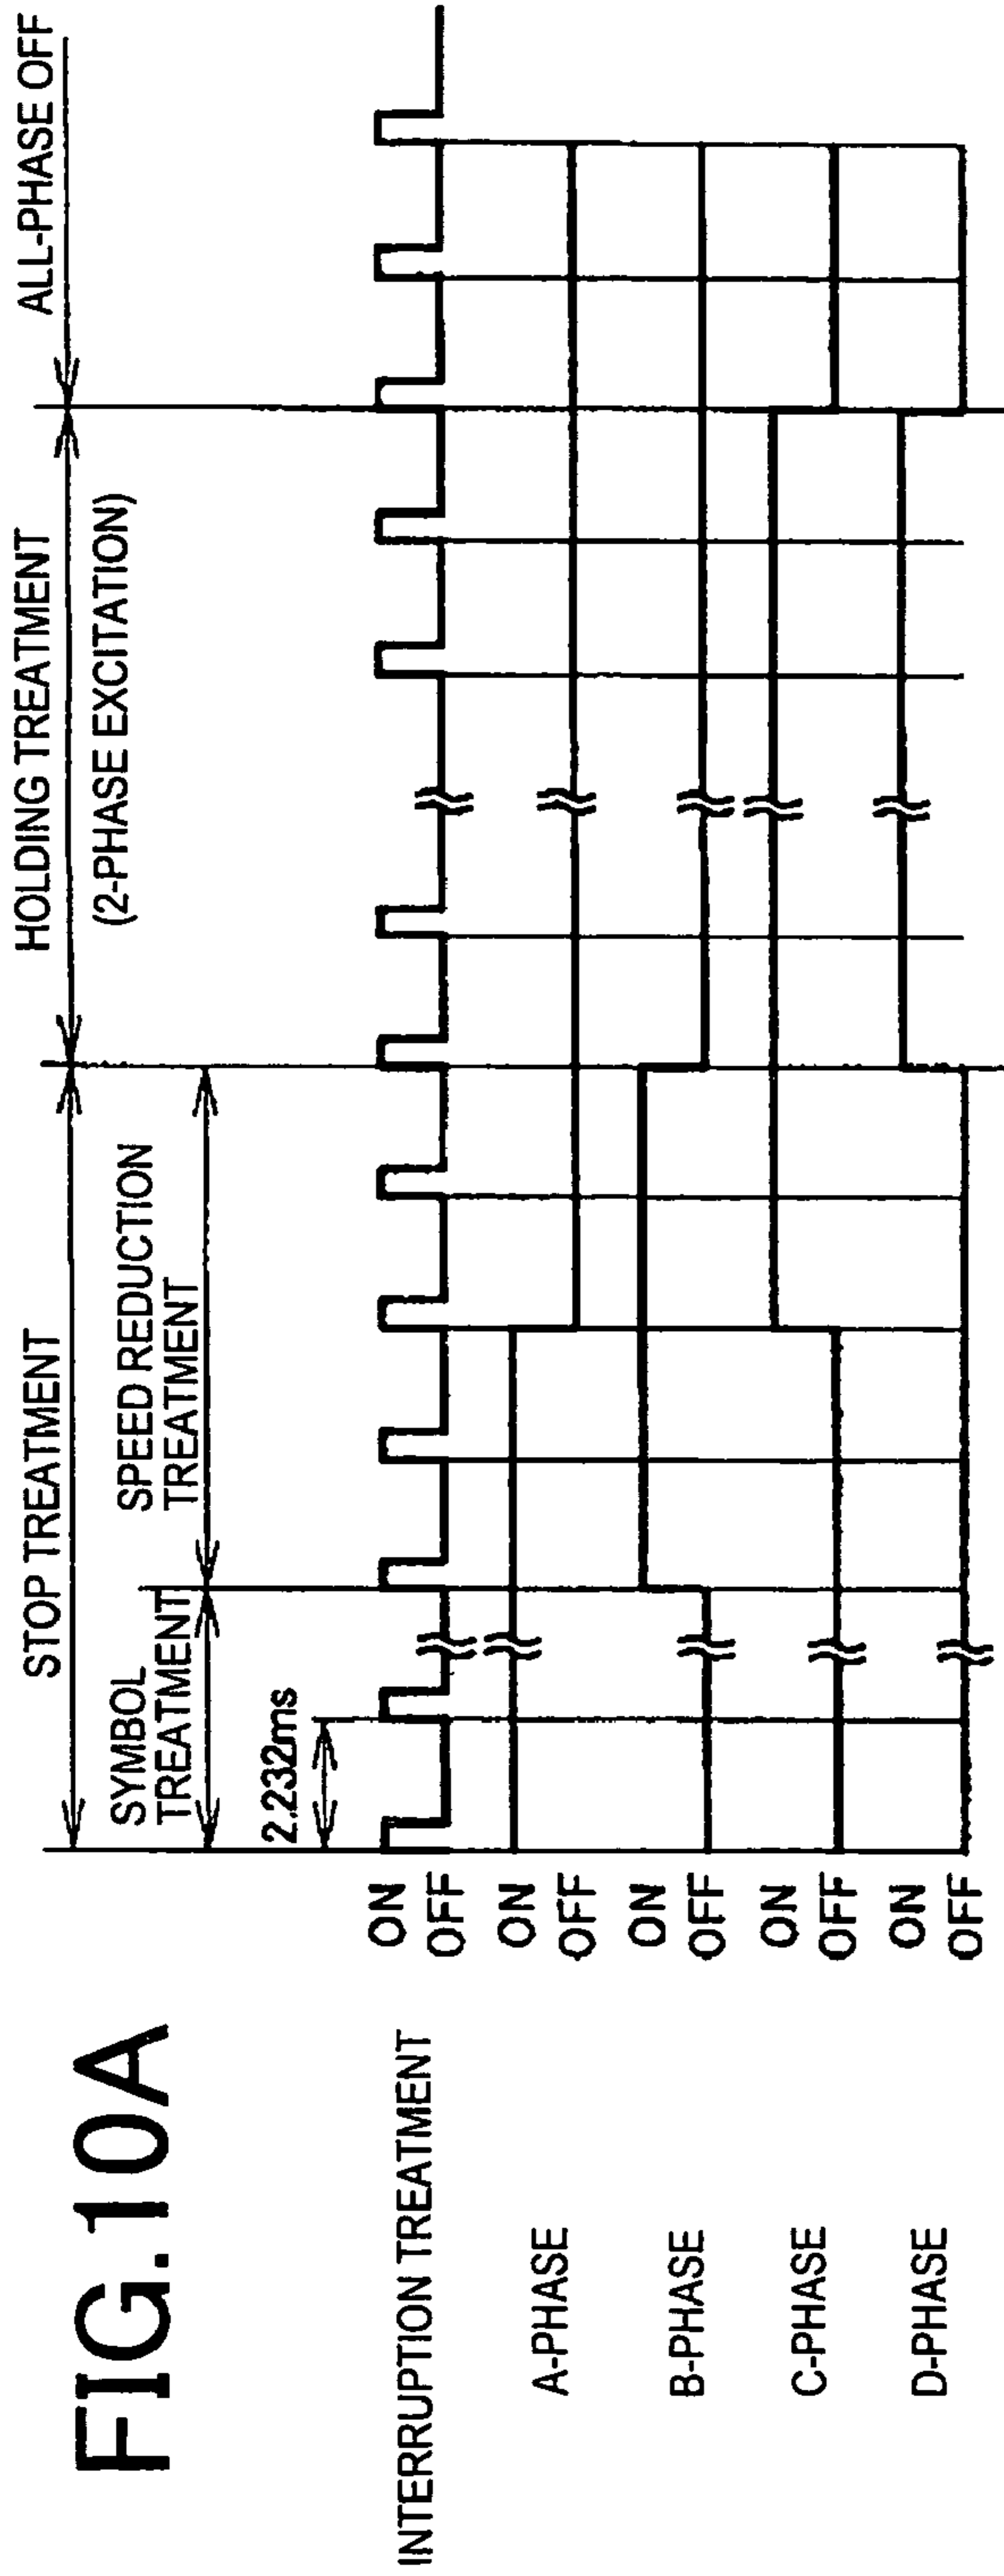 FIG.10A
STOP TREATMENT
HOLDING TREATMENT
ALL-PHASE OFF
SYMBOL
TREATMENT
SPEED REDUCTION
TREATMENT
(2-PHASE EXCITATION)
2.232ms
INTERRUPTION TREATMENT
ON
OFF
A-PHASE
ON
OFF
B-PHASE
ON
OFF
C-PHASE
ON
OFF
D-PHASE
ON
OFF